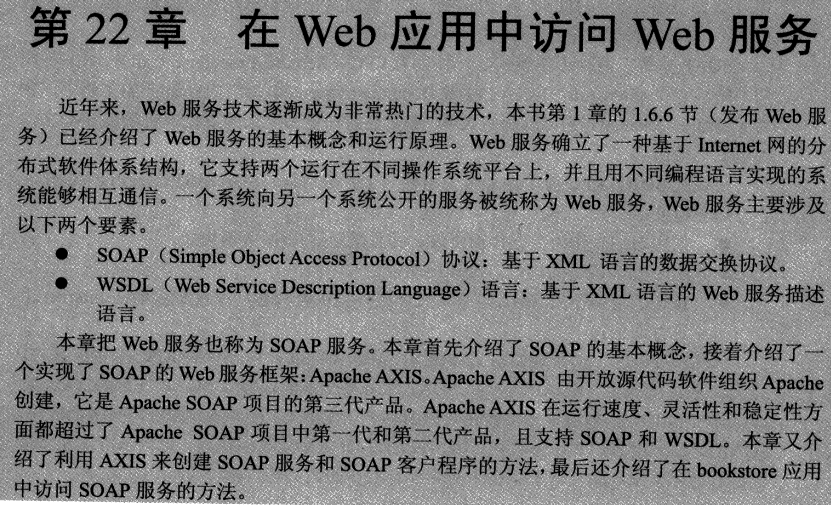 第 22 章 在 Web 应用中访问 Web 服务
近年来，Web 服务技术逐渐成为非常热门的技术，本书第 1 章的 1.6.6 节（发布 Web 服
务）已经介绍了 Web 服务的基本概念和运行原理。Web 服务确立了一种基于 Internet 网的分
布式软件体系结构，它支持两个运行在不同操作系统平台上，并且用不同编程语言实现的系
统能够相互通信。一个系统向另一个系统公开的服务被统称为 Web 服务，Web 服务主要涉及
以下两个要素。
● SOAP（Simple Object Access Protocol）协议：基于 XML 语言的数据交换协议。
● WSDL（Web Service Description Language）语言：基于 XML 语言的 Web 服务描述
语言。
本章把 Web 服务也称为 SOAP 服务。本章首先介绍了 SOAP 的基本概念，接着介绍了一
个实现了 SOAP 的 Web 服务框架：Apache AXIS。Apache AXIS 由开放源代码软件组织 Apache
创建，它是 Apache SOAP 项目的第三代产品。Apache AXIS 在运行速度、灵活性和稳定性方
面都超过了 Apache SOAP 项目中第一代和第二代产品，且支持 SOAP 和 WSDL。本章又介
绍了利用 AXIS 来创建 SOAP 服务和 SOAP 客户程序的方法，最后还介绍了在 bookstore 应用
中访问 SOAP 服务的方法。